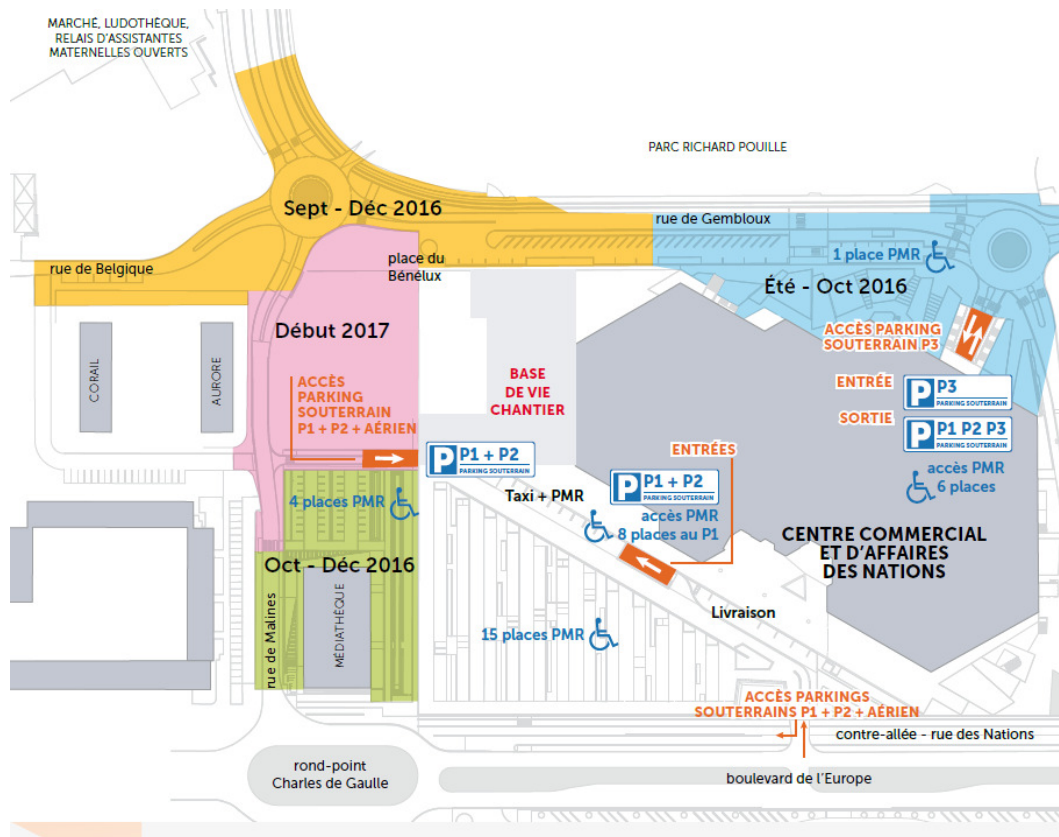 MARCHÉ, LUDOTHÈQUE,
RELAIS D'ASSISTANTES
MATERNELLES OUVERTS
PARC RICHARD POUILLE
Sept - Déc 2016
rue de Gembloux
1 place PMR
rue de Belgique
place du
Bénélux
Été - Oct 2016
Début 2017
ACCÈS PARKING
SOUTERRAIN P3
CORAIL
AURORE
ACCÈS
PARKING
SOUTERRAIN
P1 + P2 + AÉRIEN
BASE
DE VIE
CHANTIER
ENTRÉE
P P3
PARKING SOUTERRAIN
SORTIE
P P1 P2 P3
PARKING SOUTERRAIN
P P1 + P2
PARKING SOUTERRAIN
ENTRÉES
P P1 + P2
PARKING SOUTERRAIN
accès PMR
6 places
4 places PMR
Taxi + PMR
accès PMR
8 places au P1
CENTRE COMMERCIAL
ET D'AFFAIRES
DES NATIONS
Oct - Déc 2016
rue de Malines
MÉDIATHÈQUE
Livraison
15 places PMR
ACCÈS PARKINGS
SOUTERRAINS P1 + P2 + AÉRIEN
contre-allée - rue des Nations
rond-point
Charles de Gaulle
boulevard de l'Europe